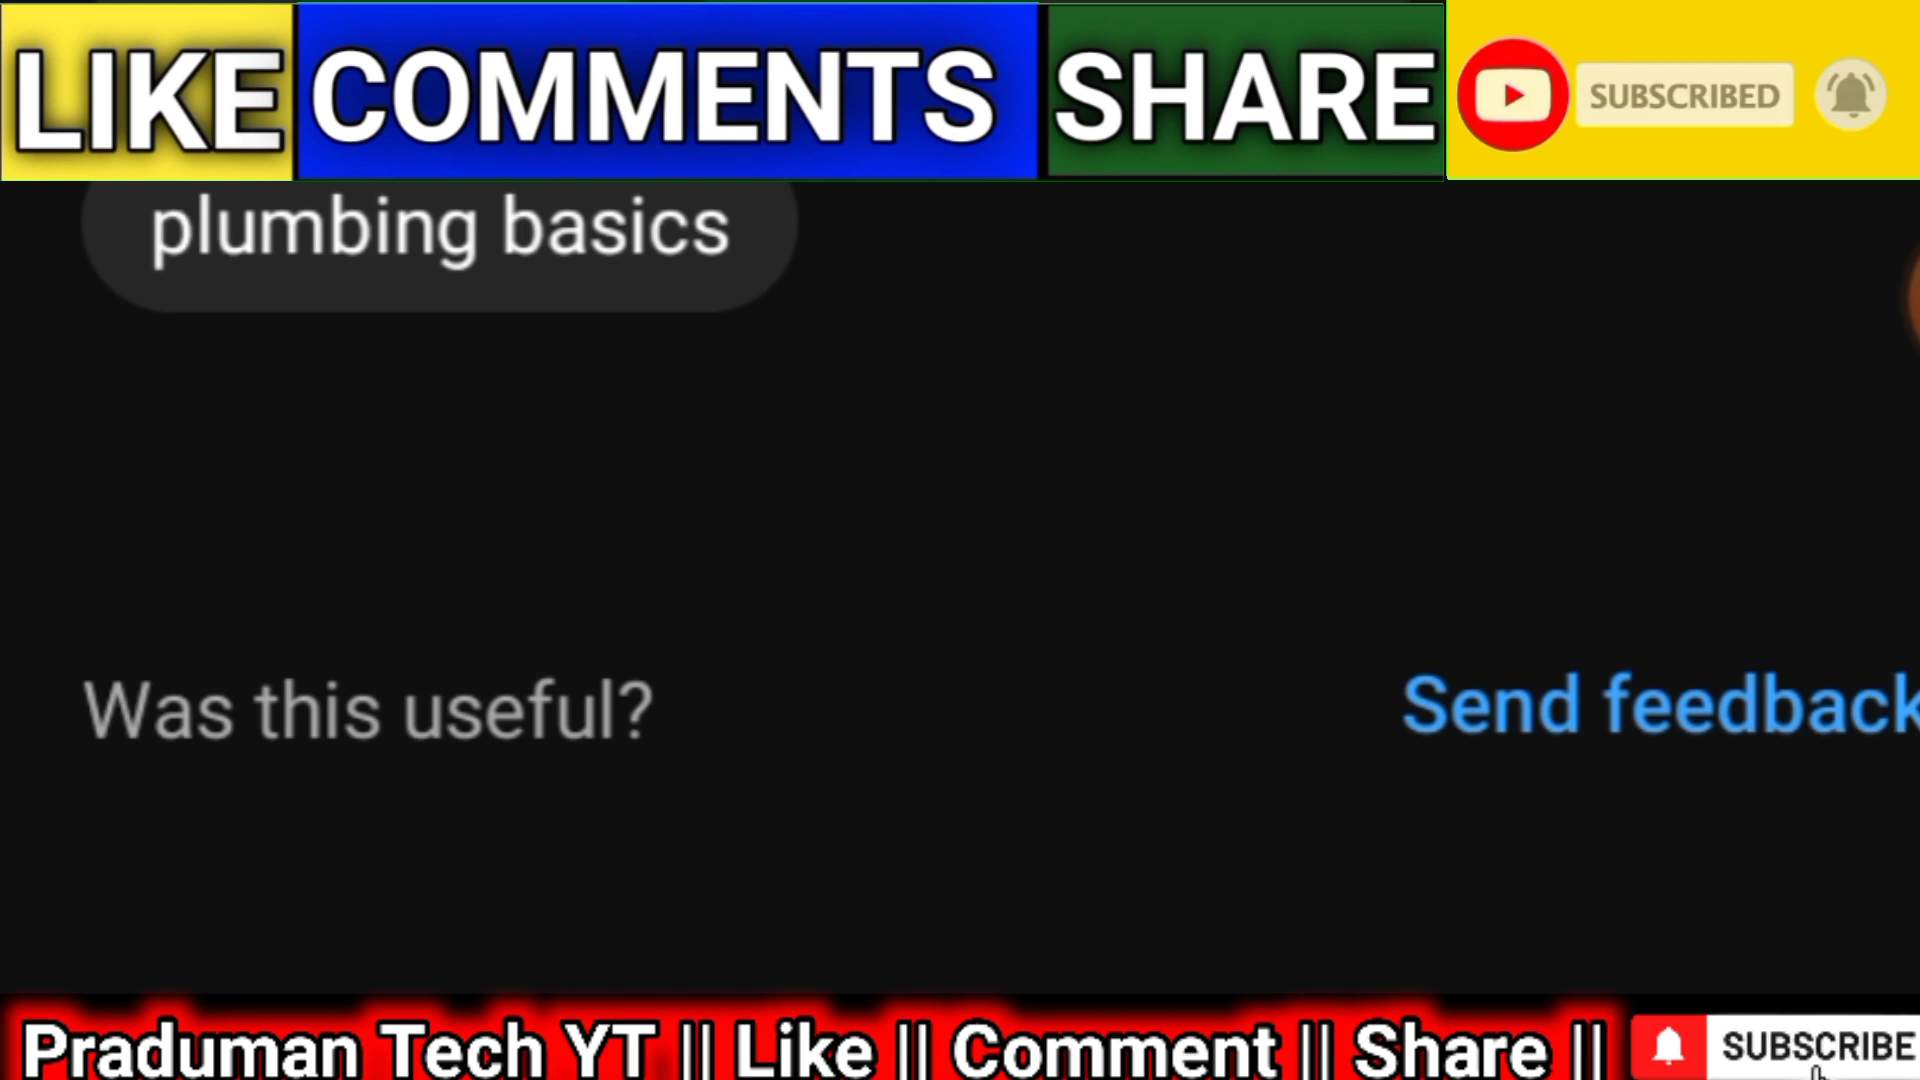 LIKE COMMENTS SHARE SUBSCRIBED
plumbing basics
Was this useful? Send feedback
Praduman Tech YT || Like || Comment || Share || SUBSCRIBE